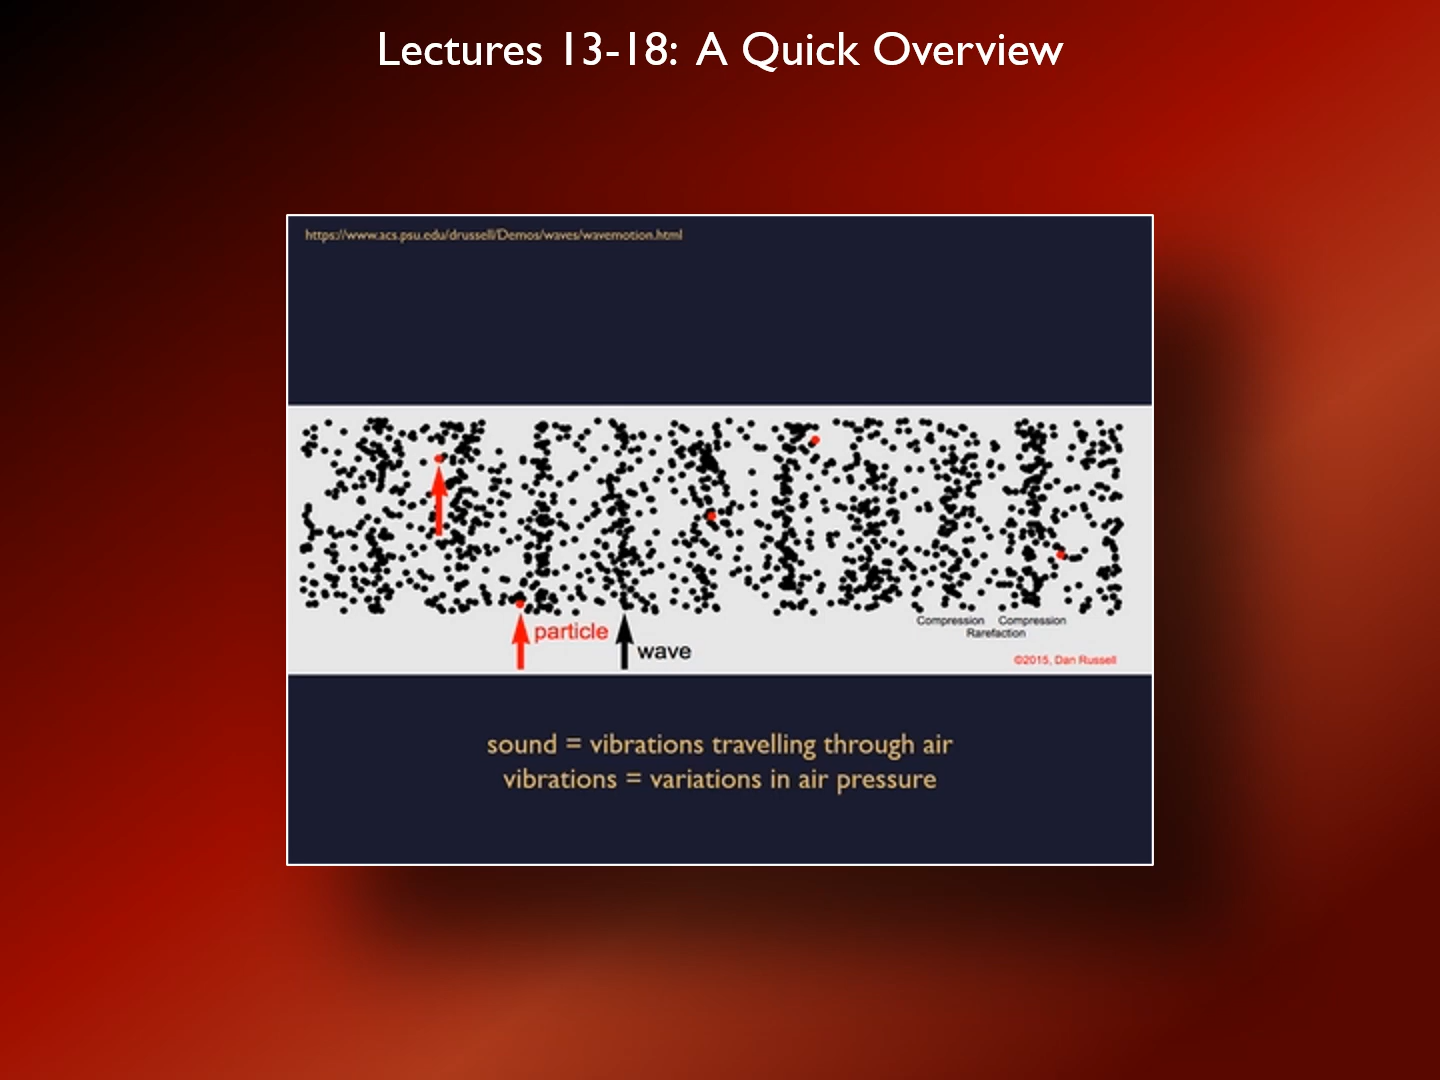 Lectures 13-18: A Quick Overview
https://www.acs.psu.edu/drussell/Demos/waves/wavemotion.html
particle
wave
Compression Compression
Rarefaction
©2015, Dan Russell
sound = vibrations travelling through air
vibrations = variations in air pressure